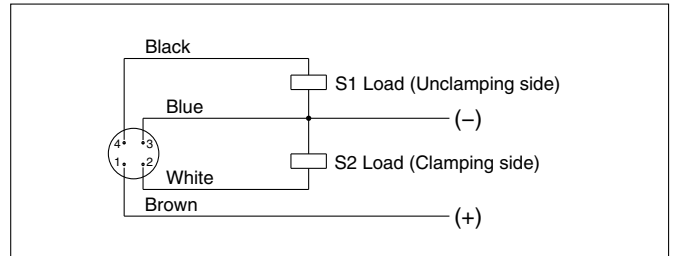 Black
S1 Load (Unclamping side)
Blue
(−)
4 3
1 2
S2 Load (Clamping side)
White
Brown
(+)